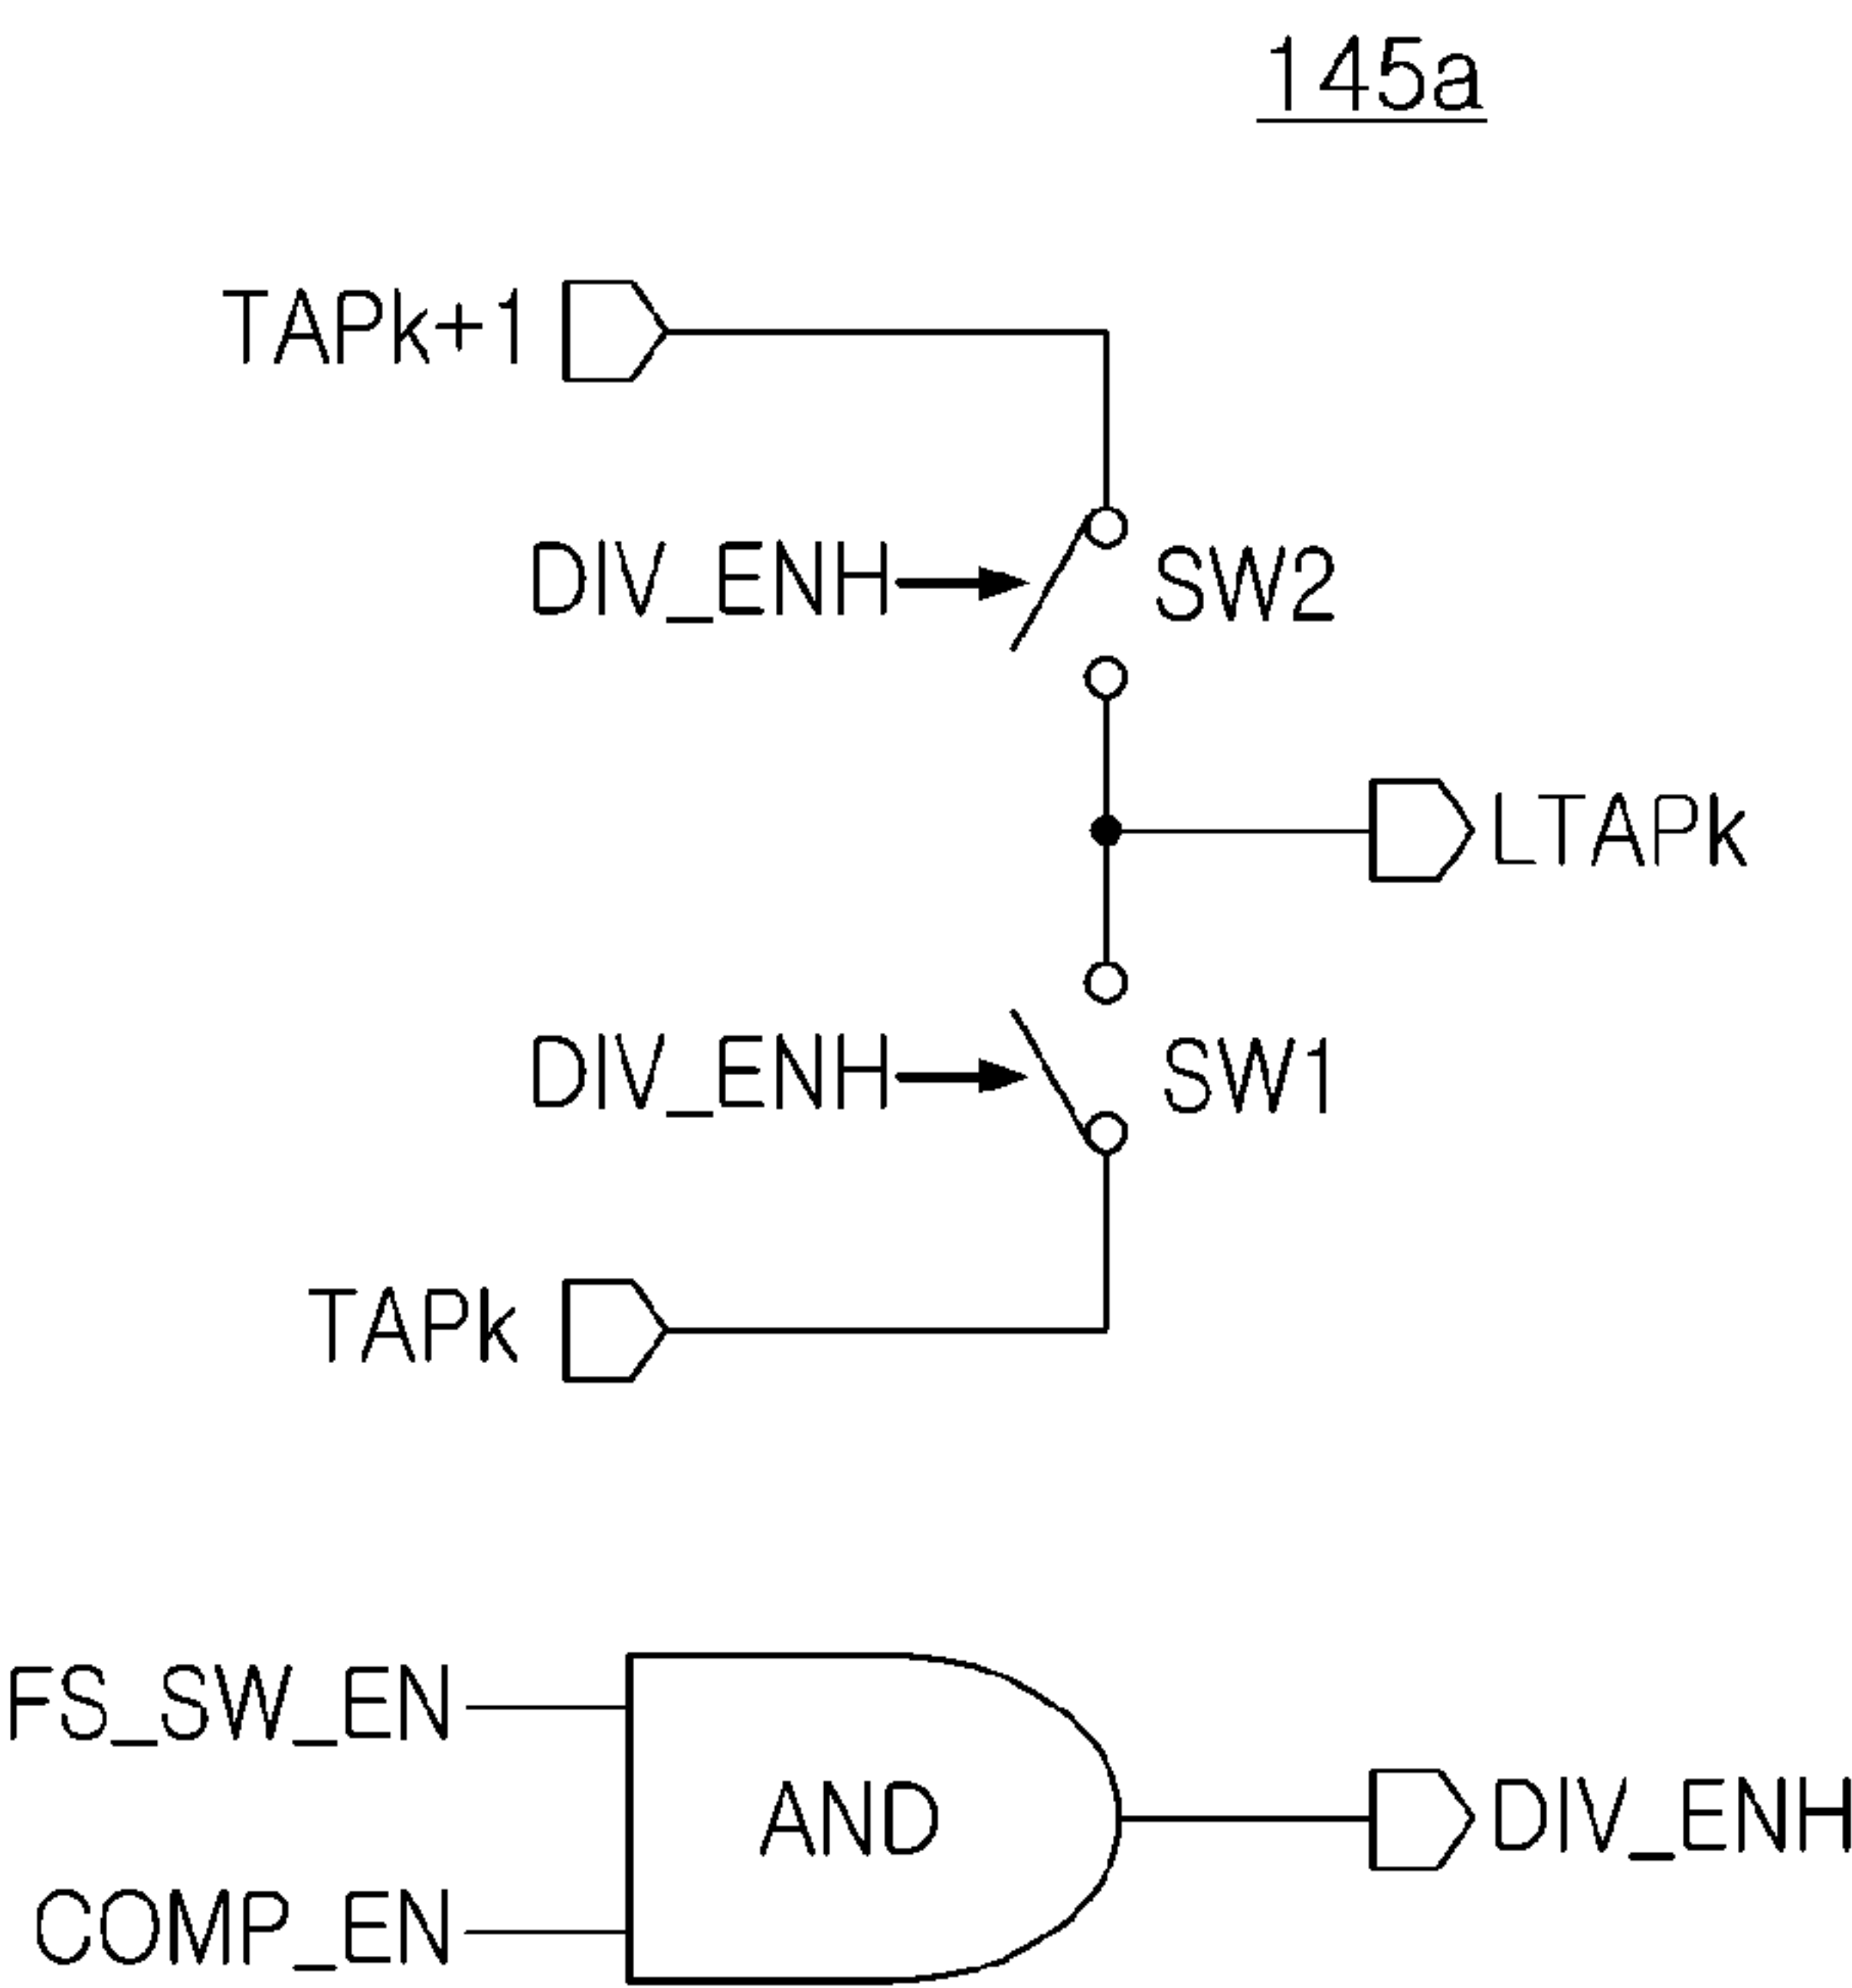 145a
TAPk+1
DIV_ENH
SW2
LTAPk
DIV_ENH
SW1
TAPk
FS_SW_EN
AND
DIV_ENH
COMP_EN